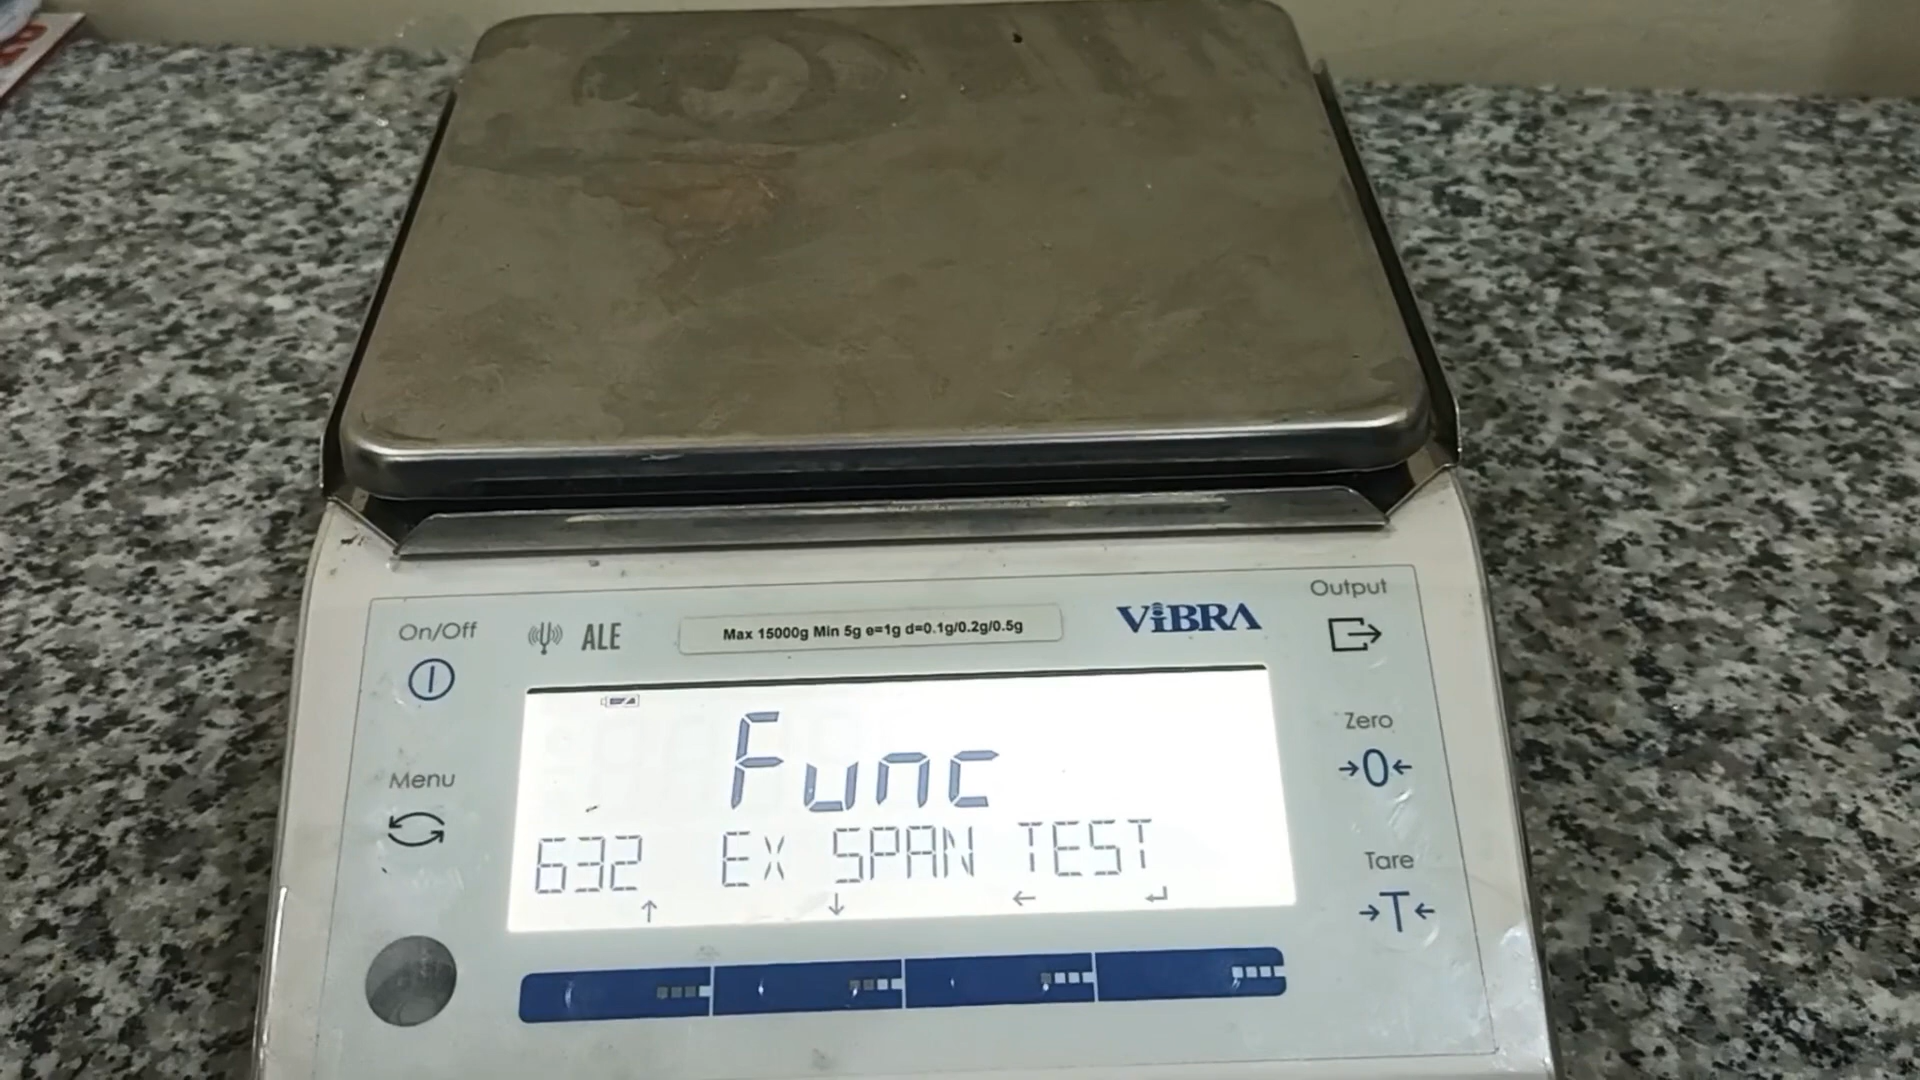 Output
On/Off
ALE
Max 15000g Min 5g e=1g d=0.1g/0.2g/0.5g
ViBRA
Zero
→0←
Menu
Func
632 EX SPAN TEST
↑ ↓ ← ↵
Tare
→T←